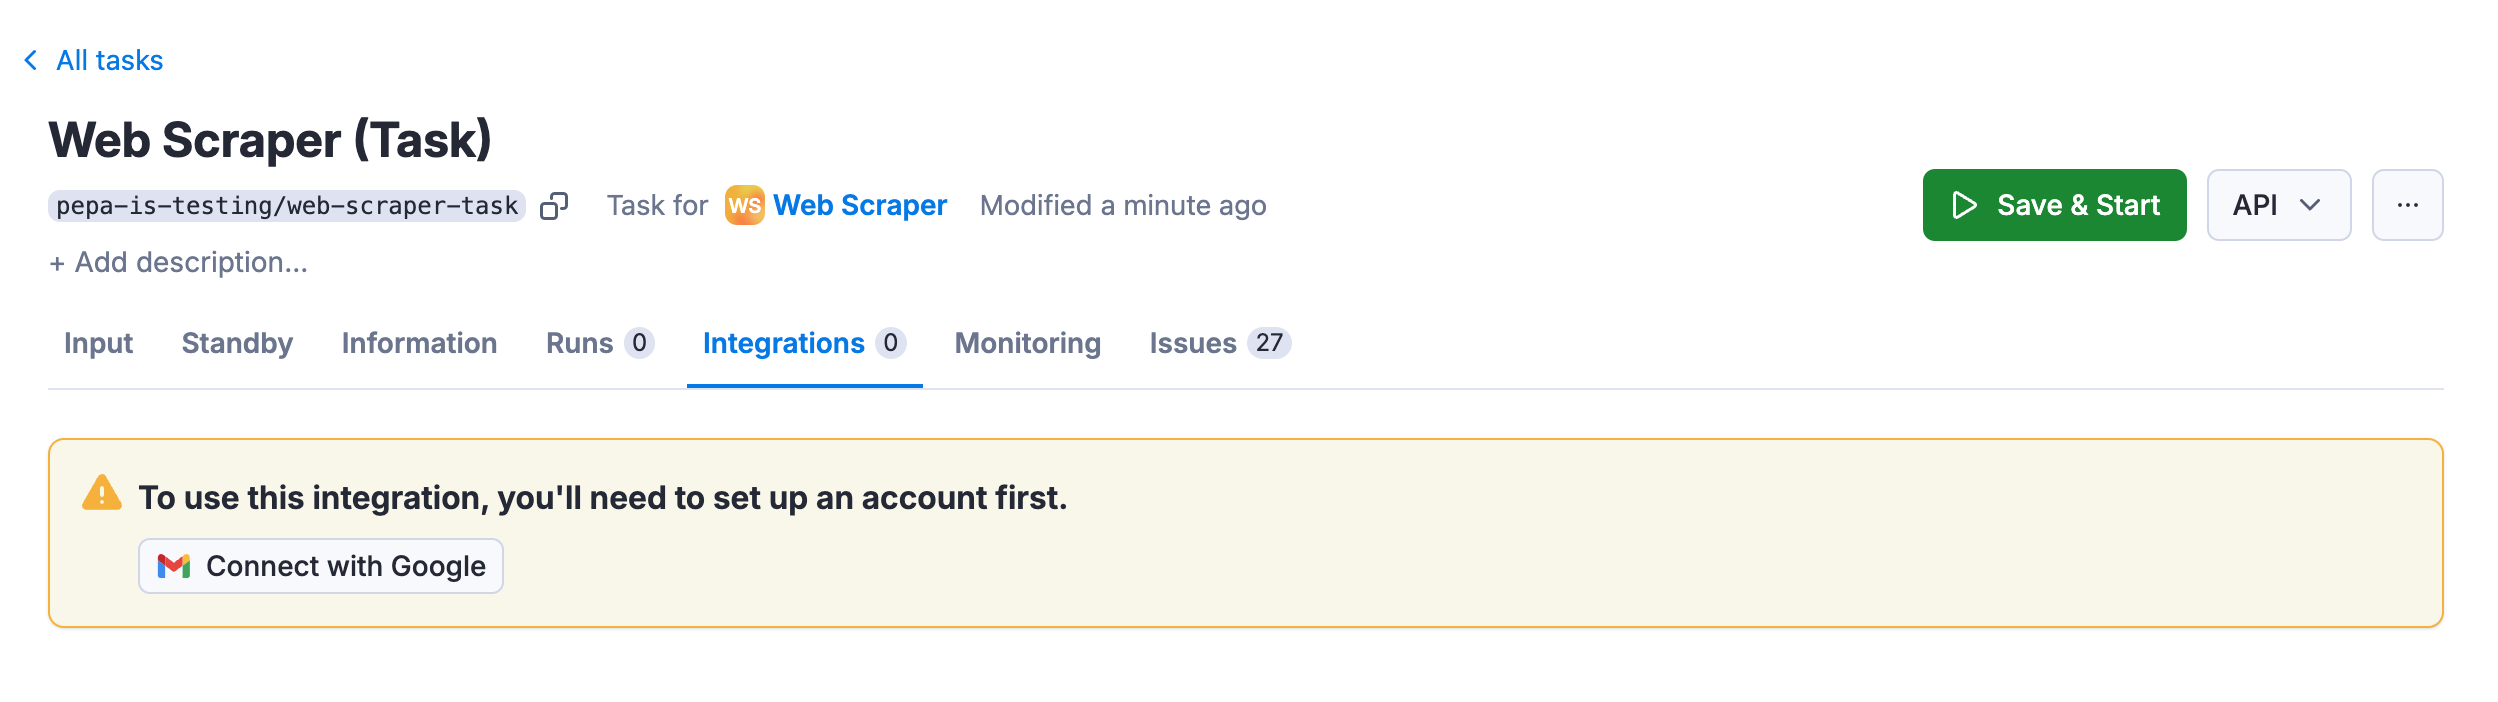 All tasks
Web Scraper (Task)
pepa-is-testing/web-scraper-task Task for WS Web Scraper Modified a minute ago
Save & Start API ...
+ Add description...
Input Standby Information Runs 0 Integrations 0 Monitoring Issues 27
To use this integration, you'll need to set up an account first.
Connect with Google